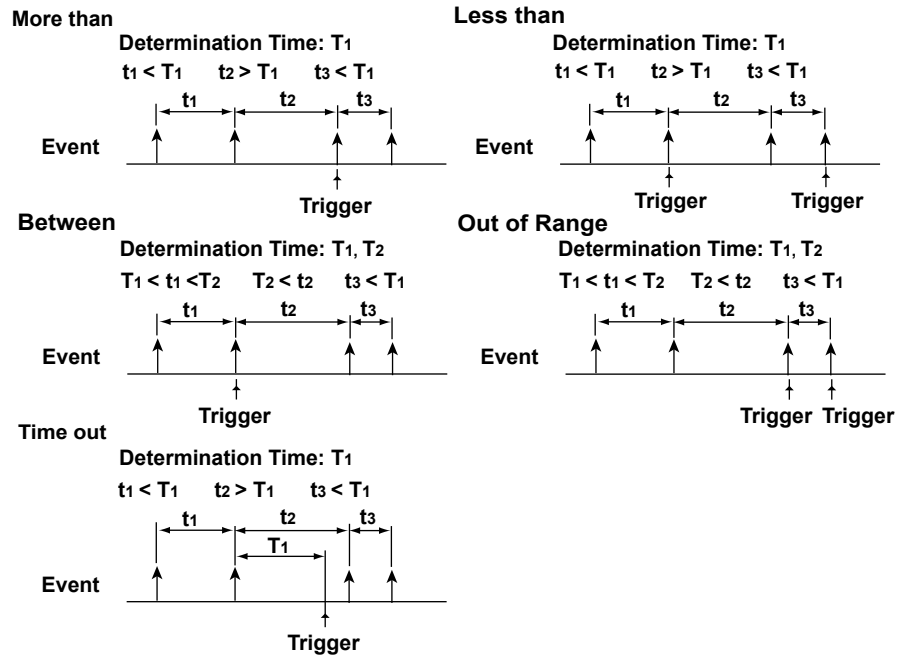 More than
Determination Time: T1
t1 < T1 t2 > T1 t3 < T1
t1 t2 t3
Event
Trigger
Less than
Determination Time: T1
t1 < T1 t2 > T1 t3 < T1
t1 t2 t3
Event
Trigger Trigger
Between
Determination Time: T1, T2
T1 < t1 <T2 T2 < t2 t3 < T1
t1 t2 t3
Event
Trigger
Out of Range
Determination Time: T1, T2
T1 < t1 < T2 T2 < t2 t3 < T1
t1 t2 t3
Event
Trigger Trigger
Time out
Determination Time: T1
t1 < T1 t2 > T1 t3 < T1
t1 t2 t3
T1
Event
Trigger